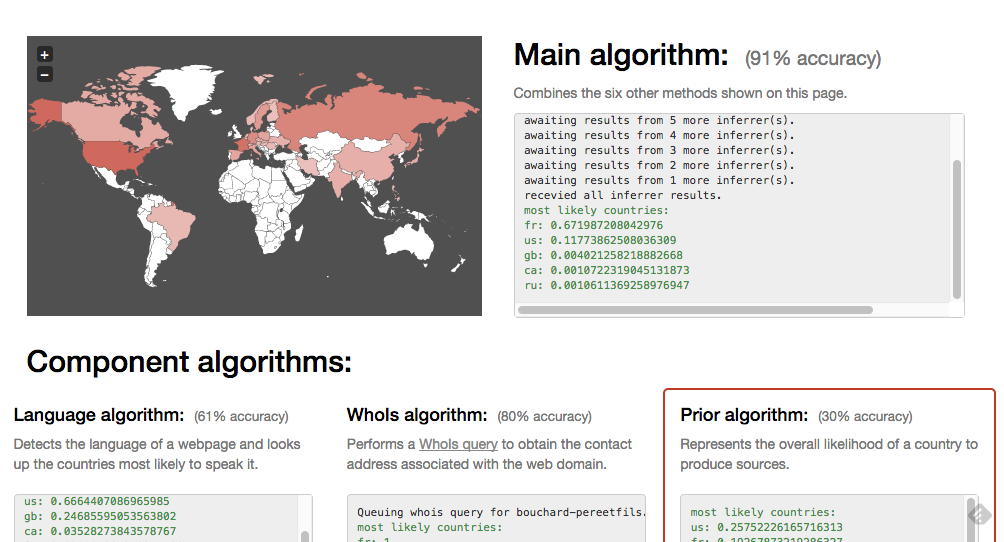 +
−
Main algorithm: (91% accuracy)
Combines the six other methods shown on this page.
awaiting results from 5 more inferrer(s).
awaiting results from 4 more inferrer(s).
awaiting results from 3 more inferrer(s).
awaiting results from 2 more inferrer(s).
awaiting results from 1 more inferrer(s).
recevied all inferrer results.
most likely countries:
fr: 0.671987208042976
us: 0.11773862508036309
gb: 0.004021258218882668
ca: 0.0010722319045131873
ru: 0.0010611369258976947
Component algorithms:
Language algorithm: (61% accuracy)
Detects the language of a webpage and looks
up the countries most likely to speak it.
us: 0.6664407086965985
gb: 0.24685595053563802
ca: 0.03528273843578767
WhoIs algorithm: (80% accuracy)
Performs a WhoIs query to obtain the contact
address associated with the web domain.
Queuing whois query for bouchard-pereetfils.
most likely countries:
fr: 1
Prior algorithm: (30% accuracy)
Represents the overall likelihood of a country to
produce sources.
most likely countries:
us: 0.25752226165716313
fr: 0.19267873219286327